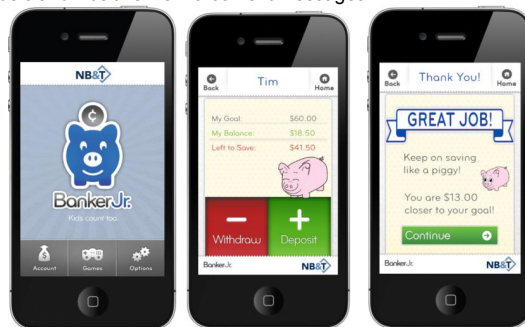 NB&T
BankerJr.
Kids count too.
Account
Games
Options
Back
Tim
Home
My Goal: $60.00
My Balance: $18.50
Left to Save: $41.50
Withdraw
Deposit
BankerJr.
NB&T
Back
Thank You!
Home
GREAT JOB!
Keep on saving
like a piggy!
You are $13.00
closer to your goal!
Continue
BankerJr.
NB&T